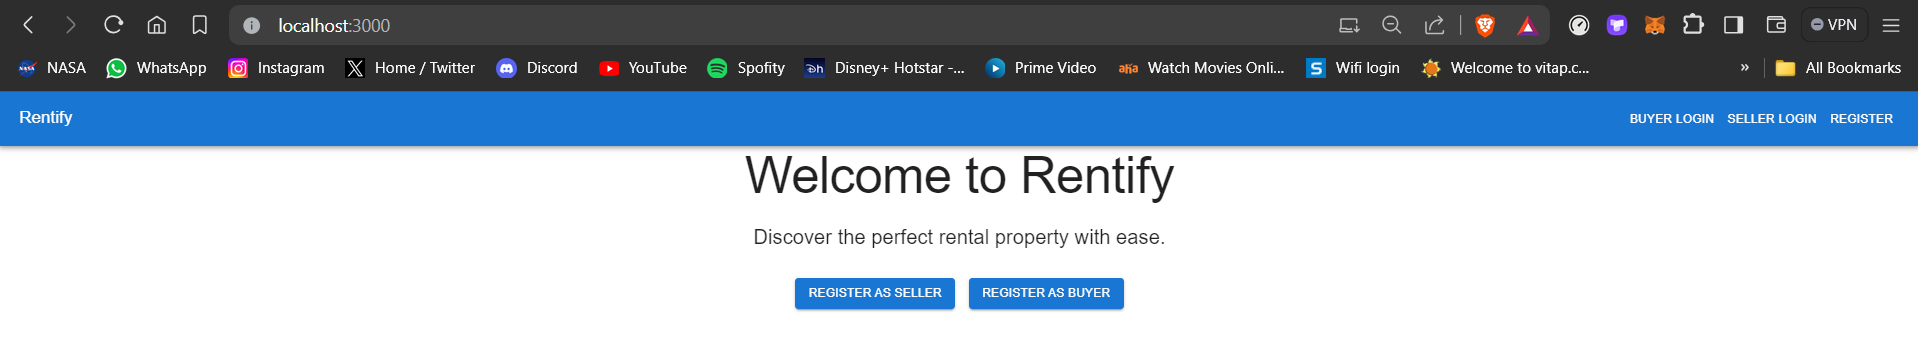 localhost:3000
VPN
NASA WhatsApp Instagram Home / Twitter Discord YouTube Spofity Disney+ Hotstar -... Prime Video Watch Movies Onli... Wifi login Welcome to vitap.c... » All Bookmarks
Rentify BUYER LOGIN SELLER LOGIN REGISTER
Welcome to Rentify
Discover the perfect rental property with ease.
REGISTER AS SELLER REGISTER AS BUYER